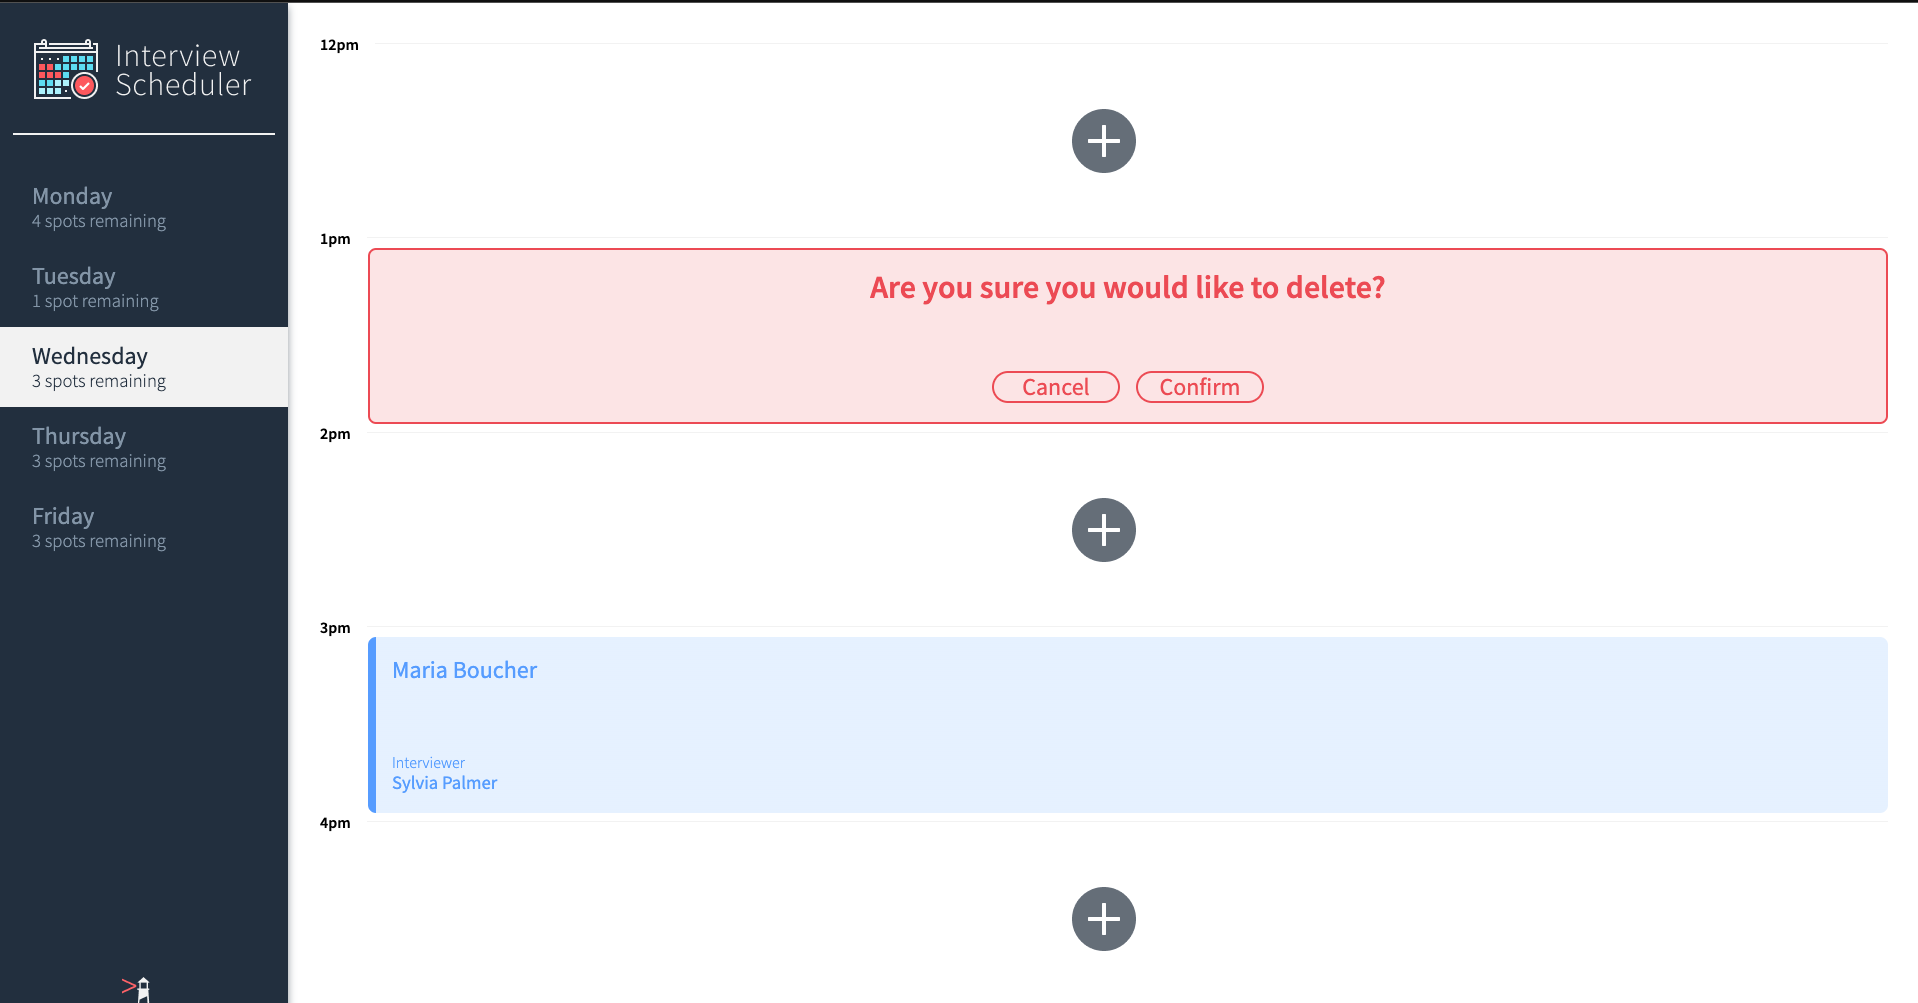 Interview
Scheduler
Monday
4 spots remaining
Tuesday
1 spot remaining
Wednesday
3 spots remaining
Thursday
3 spots remaining
Friday
3 spots remaining
12pm
1pm
Are you sure you would like to delete?
Cancel Confirm
2pm
3pm
Maria Boucher
Interviewer
Sylvia Palmer
4pm